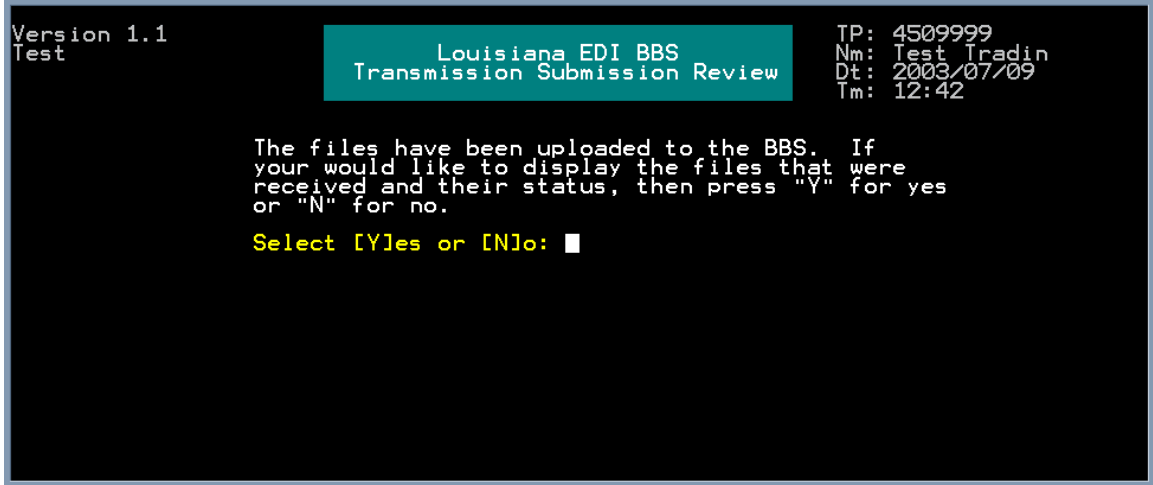 Version 1.1
Test
Louisiana EDI BBS
Transmission Submission Review
TP: 4509999
Nm: Test Tradin
Dt: 2003/07/09
Tm: 12:42
The files have been uploaded to the BBS.  If
your would like to display the files that were
received and their status, then press "Y" for yes
or "N" for no.
Select [Y]es or [N]o: